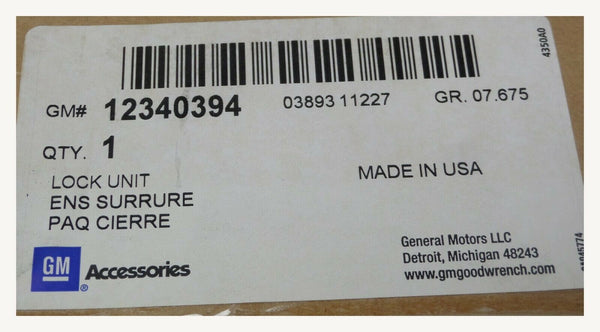 4350A0
GM# 12340394 03893 11227 GR. 07.675
QTY. 1
LOCK UNIT
ENS SURRURE
PAQ CIERRE
MADE IN USA
GM ® Accessories
General Motors LLC
Detroit, Michigan 48243
www.gmgoodwrench.com